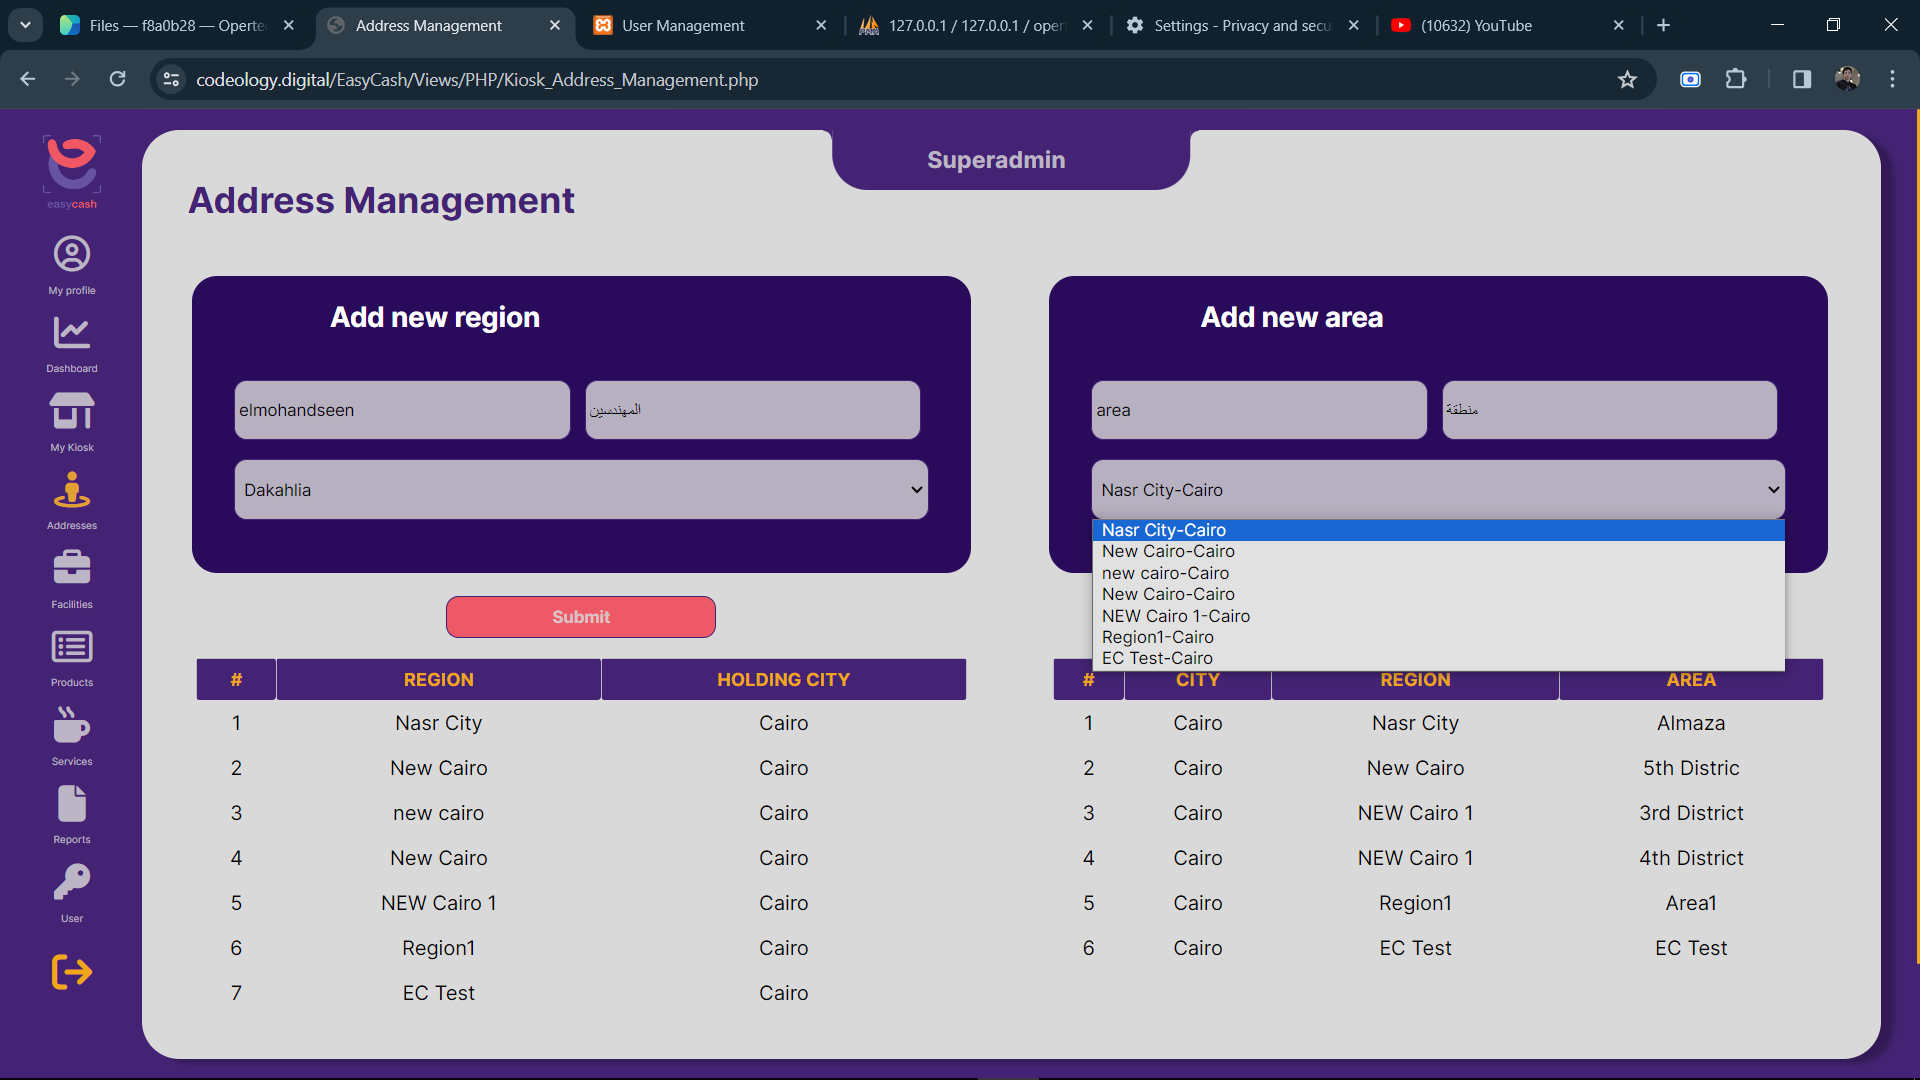 Files — f8a0b28 — Operte
Address Management
User Management
127.0.0.1 / 127.0.0.1 / oper
Settings - Privacy and secu
(10632) YouTube
codeology.digital/EasyCash/Views/PHP/Kiosk_Address_Management.php
easycash
My profile
Dashboard
My Kiosk
Addresses
Facilities
Products
Services
Reports
User
Superadmin
Address Management
Add new region
elmohandseen
المهندسين
Dakahlia
Submit
Add new area
area
منطقة
Nasr City-Cairo
Nasr City-Cairo
New Cairo-Cairo
new cairo-Cairo
New Cairo-Cairo
NEW Cairo 1-Cairo
Region1-Cairo
EC Test-Cairo
# REGION HOLDING CITY
1 Nasr City Cairo
2 New Cairo Cairo
3 new cairo Cairo
4 New Cairo Cairo
5 NEW Cairo 1 Cairo
6 Region1 Cairo
7 EC Test Cairo
# CITY REGION AREA
1 Cairo Nasr City Almaza
2 Cairo New Cairo 5th Distric
3 Cairo NEW Cairo 1 3rd District
4 Cairo NEW Cairo 1 4th District
5 Cairo Region1 Area1
6 Cairo EC Test EC Test